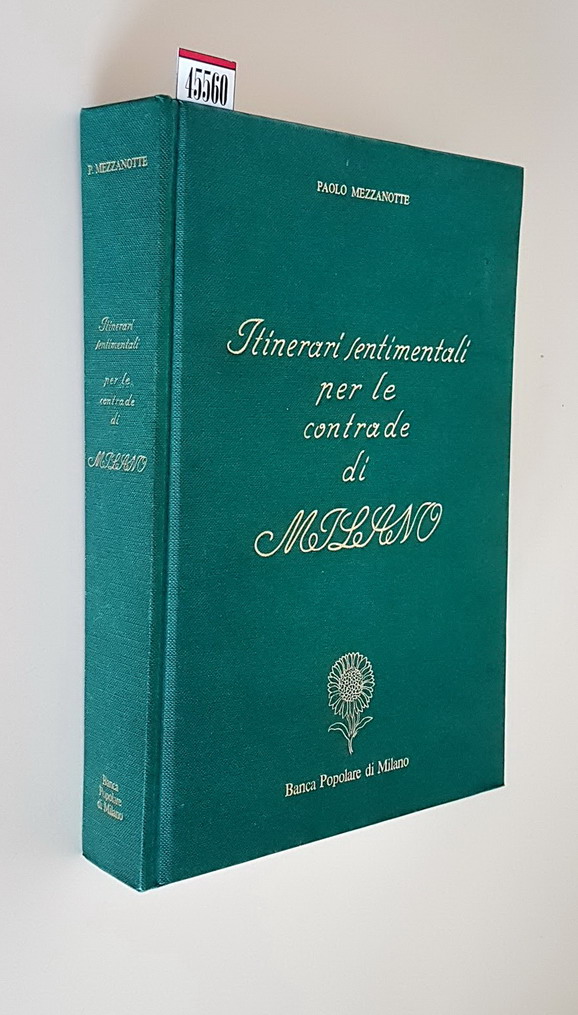 45560
P. MEZZANOTTE
Itinerari
sentimentali
per le
contrade
di
MILANO
Banca
Popolare
di Milano
PAOLO MEZZANOTTE
Itinerari sentimentali
per le
contrade
di
MILANO
Banca Popolare di Milano